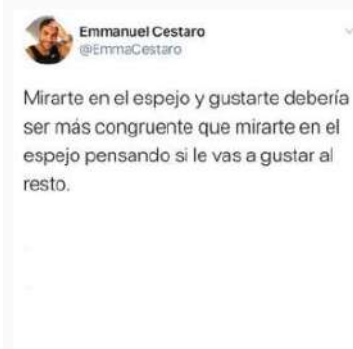 Emmanuel Cestaro
@EmmaCestaro
Mirarte en el espejo y gustarte debería
ser más congruente que mirarte en el
espejo pensando si le vas a gustar al
resto.